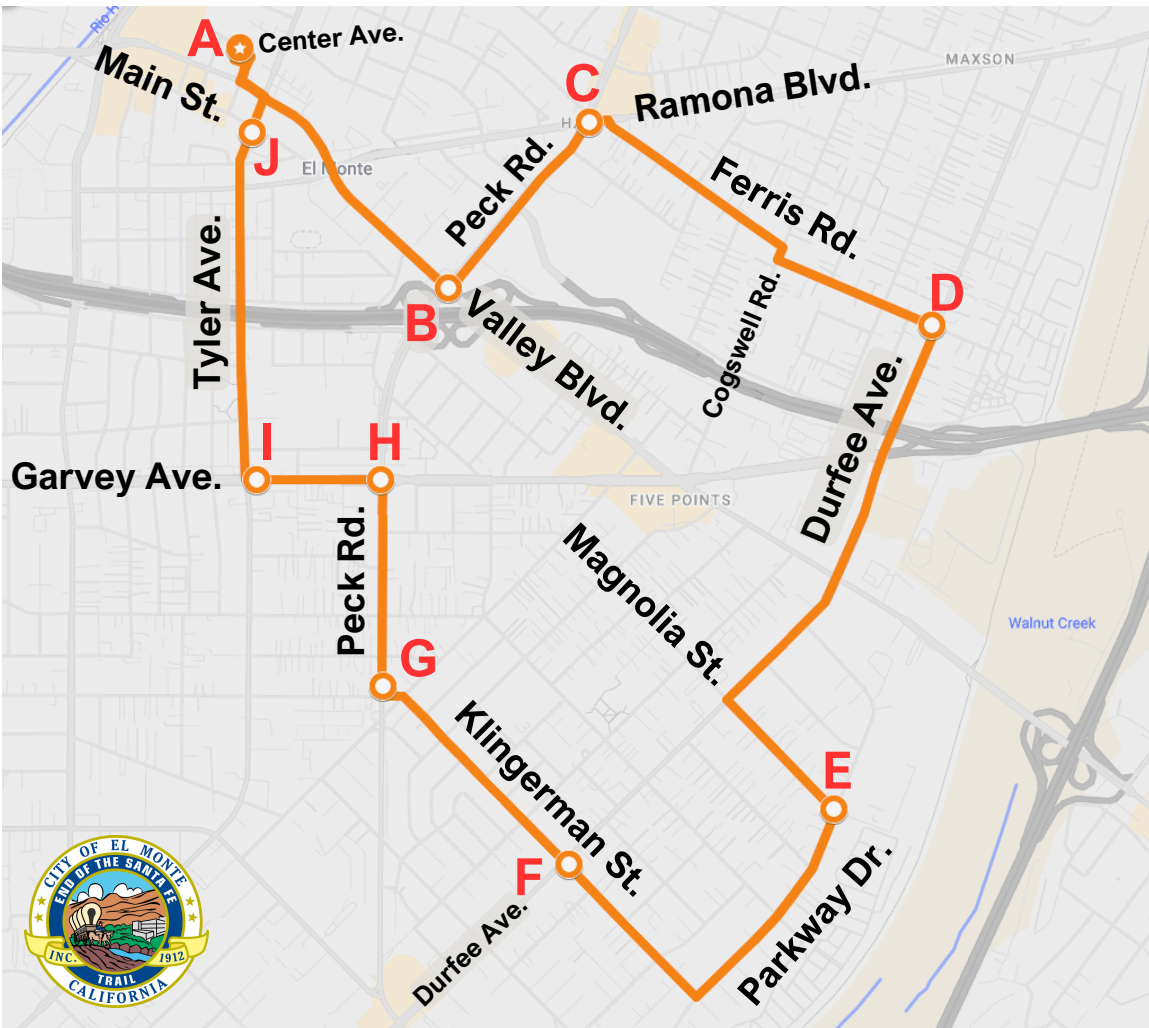 Rio H
A
Center Ave.
MAXSON
Main St.
C
Ramona Blvd.
H
J
El Monte
Peck Rd.
Ferris Rd.
Tyler Ave.
B
Valley Blvd.
Cogswell Rd.
D
Durfee Ave.
I
H
Garvey Ave.
FIVE POINTS
Peck Rd.
Magnolia St.
Walnut Creek
G
Klingerman St.
E
F
Parkway Dr.
Durfee Ave.
CITY OF EL MONTE
END OF THE SANTA FE
INC. 1912
TRAIL
CALIFORNIA